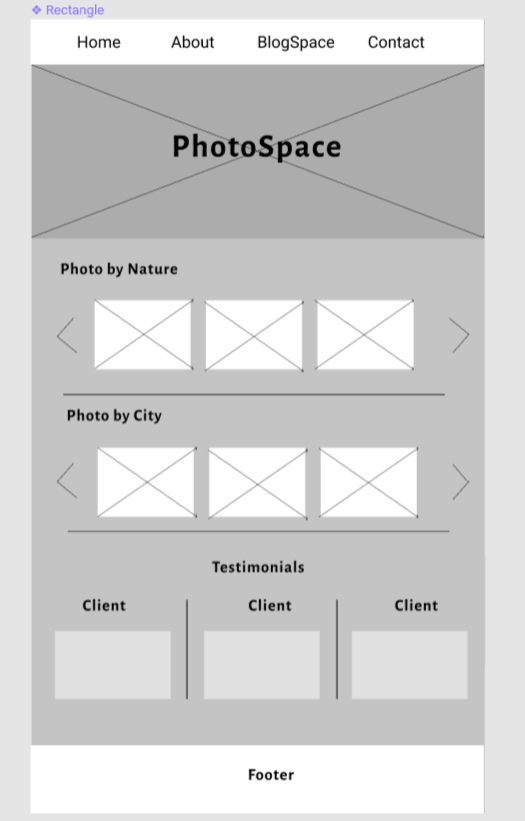 Rectangle
Home About BlogSpace Contact
PhotoSpace
Photo by Nature
Photo by City
Testimonials
Client Client Client
Footer